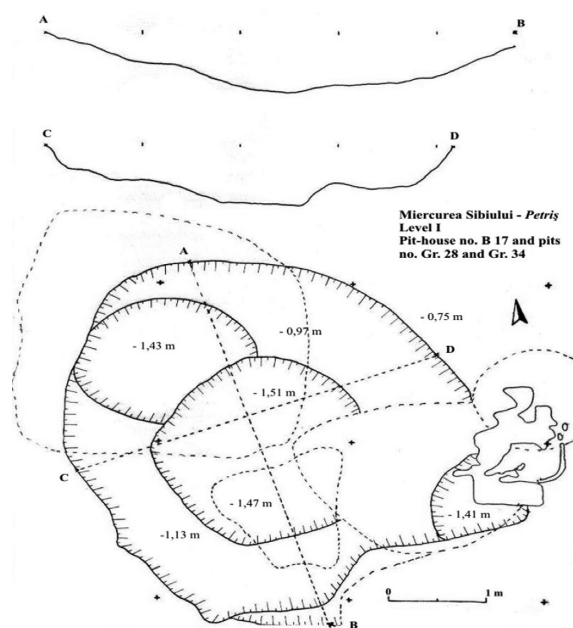 A
B
C
D
Miercurea Sibiului - Petriş
Level I
Pit-house no. B 17 and pits
no. Gr. 28 and Gr. 34
A
- 0,75 m
- 0,97 m
- 1,43 m
D
- 1,51 m
C
- 1,47 m
- 1,41 m
-1,13 m
0
1 m
B